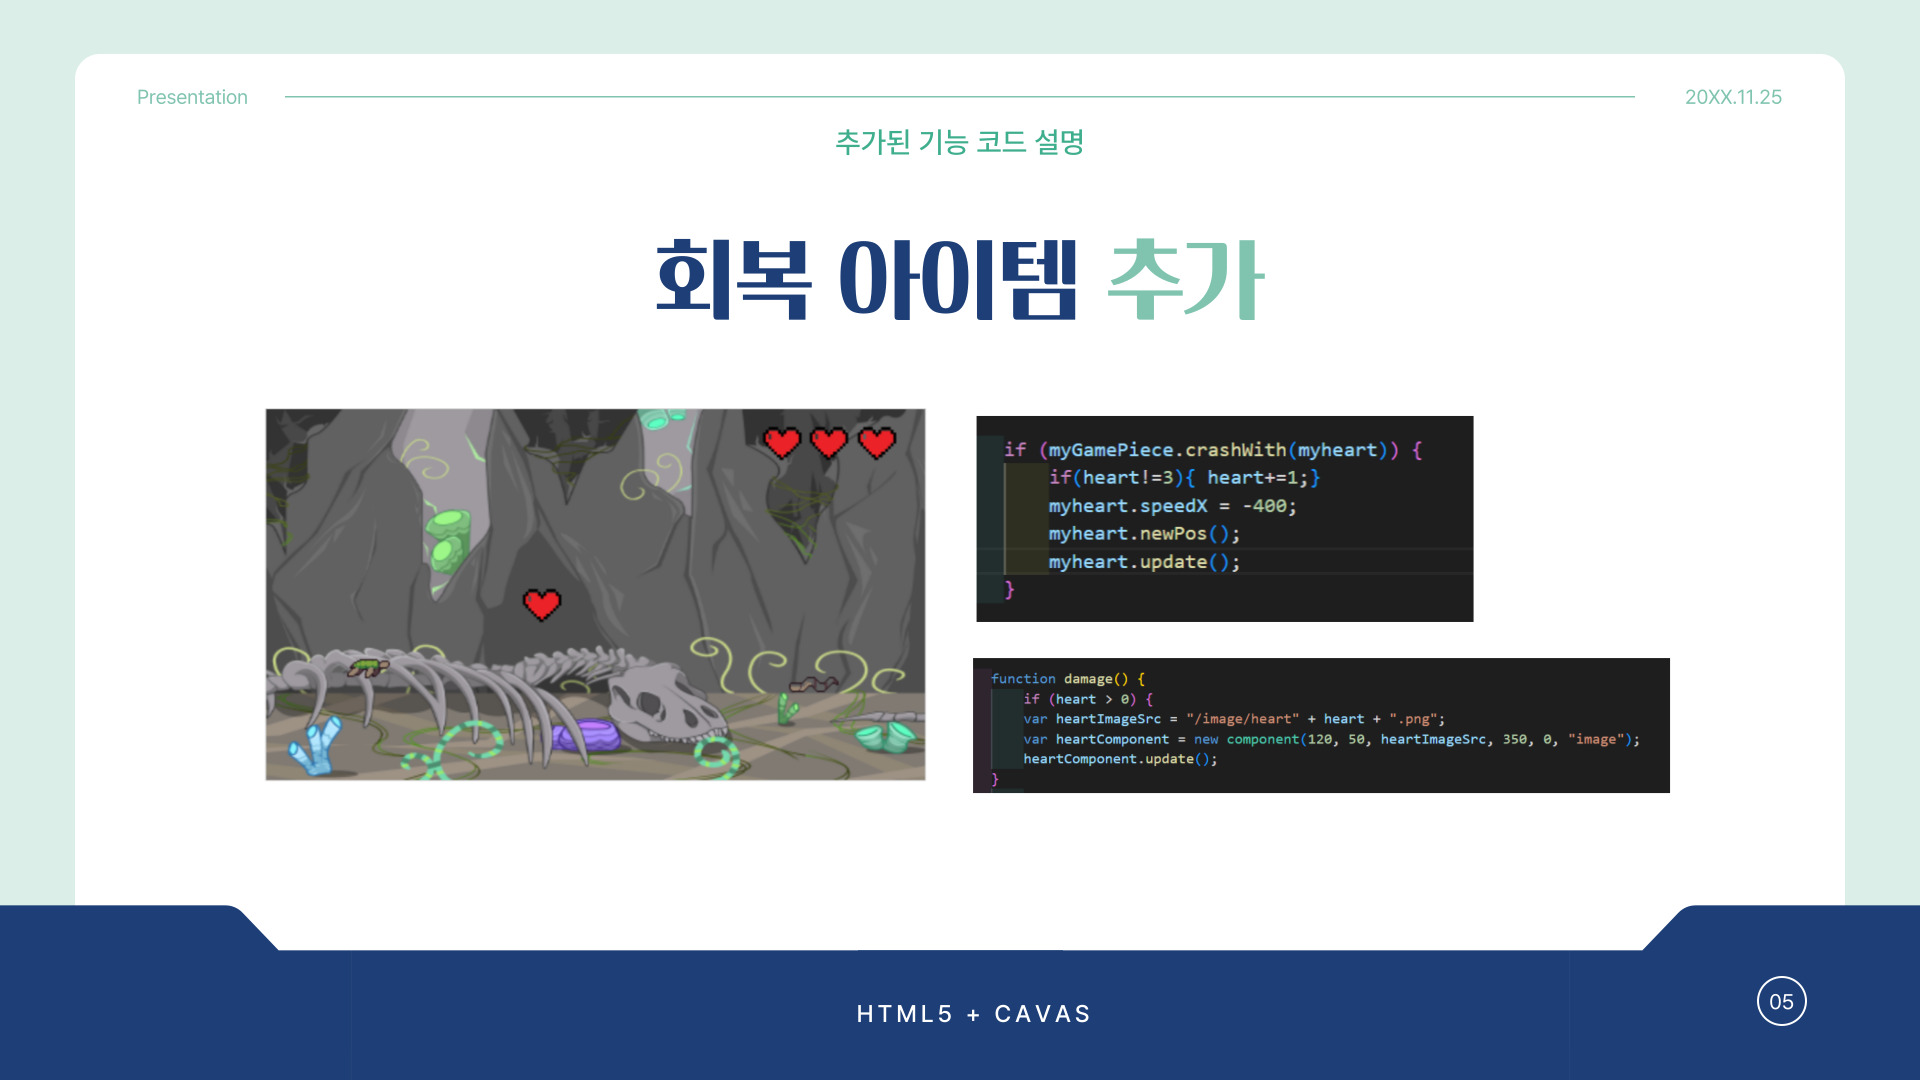 Presentation
20XX.11.25
추가된 기능 코드 설명
회복 아이템 추가
if (myGamePiece.crashWith(myheart)) {
if(heart!=3){ heart+=1;}
myheart.speedX = -400;
myheart.newPos();
myheart.update();
}
function damage() {
if (heart > 0) {
var heartImageSrc = "/image/heart" + heart + ".png";
var heartComponent = new component(120, 50, heartImageSrc, 350, 0, "image");
heartComponent.update();
}
HTML5 + CAVAS
05